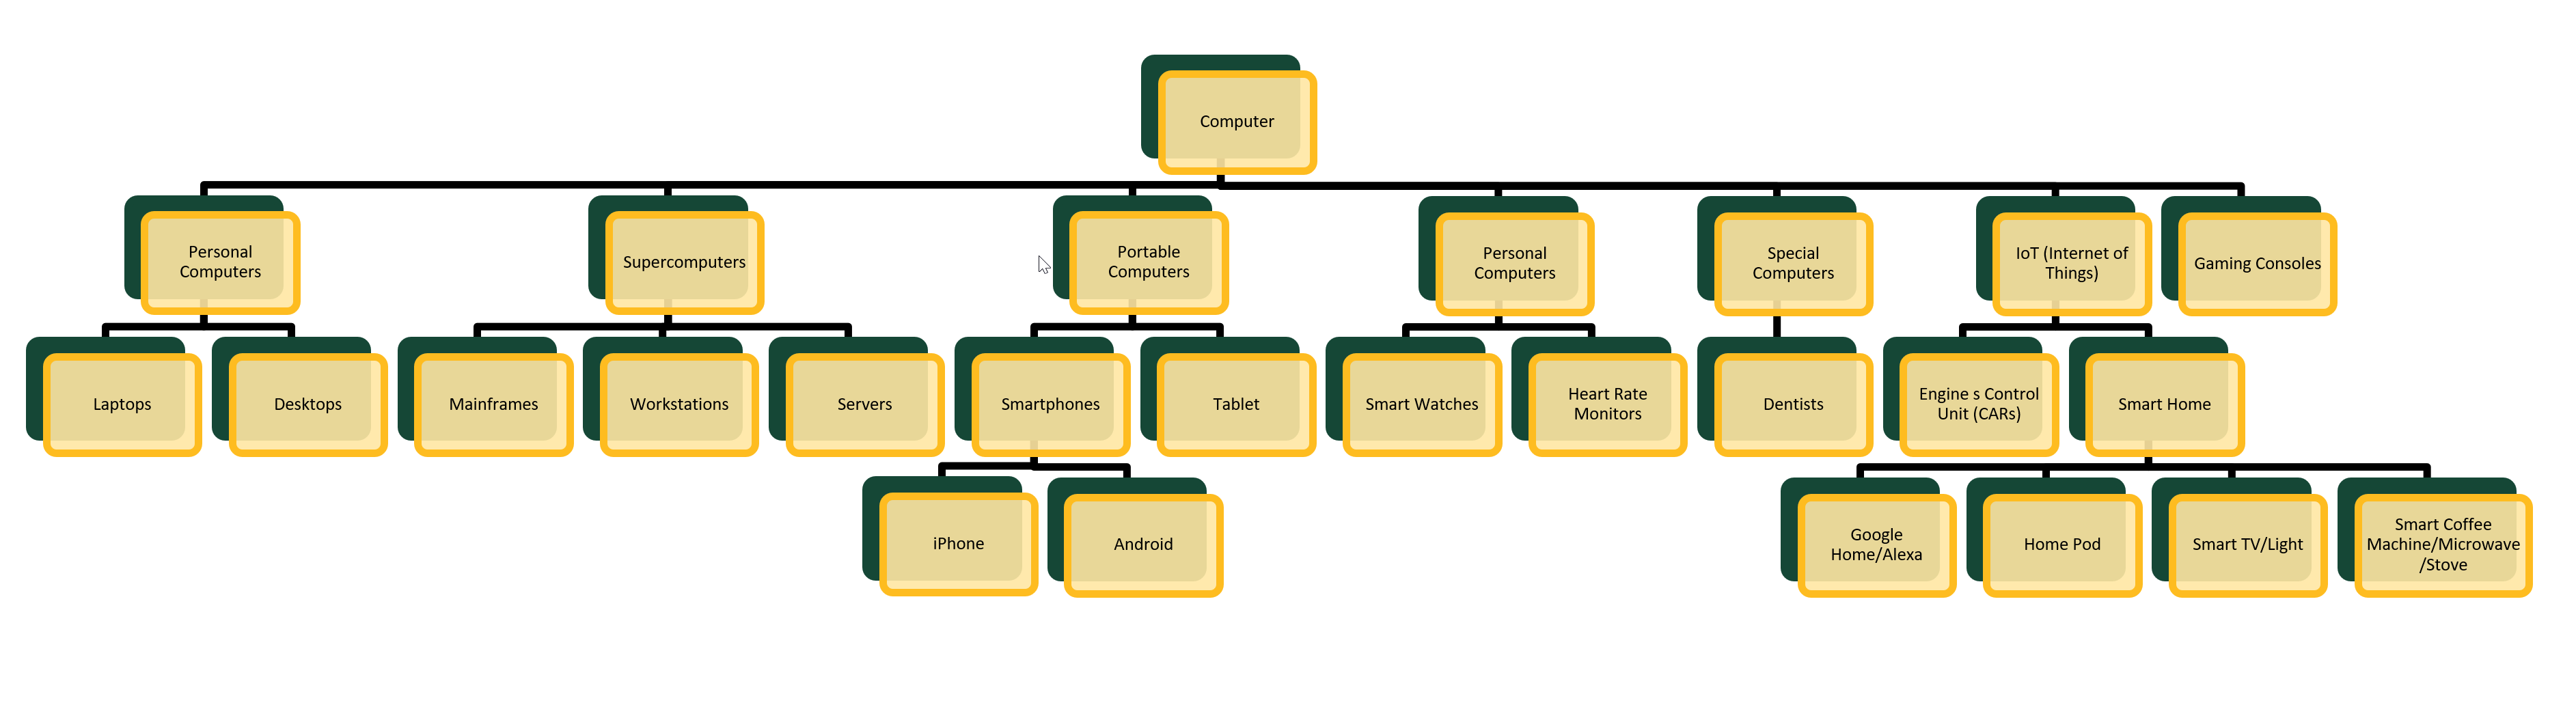 Computer
Personal
Computers
Supercomputers
Portable
Computers
Personal
Computers
Special
Computers
IoT (Internet of
Things)
Gaming Consoles
Laptops
Desktops
Mainframes
Workstations
Servers
Smartphones
Tablet
Smart Watches
Heart Rate
Monitors
Dentists
Engine s Control
Unit (CARs)
Smart Home
iPhone
Android
Google
Home/Alexa
Home Pod
Smart TV/Light
Smart Coffee
Machine/Microwave
/Stove